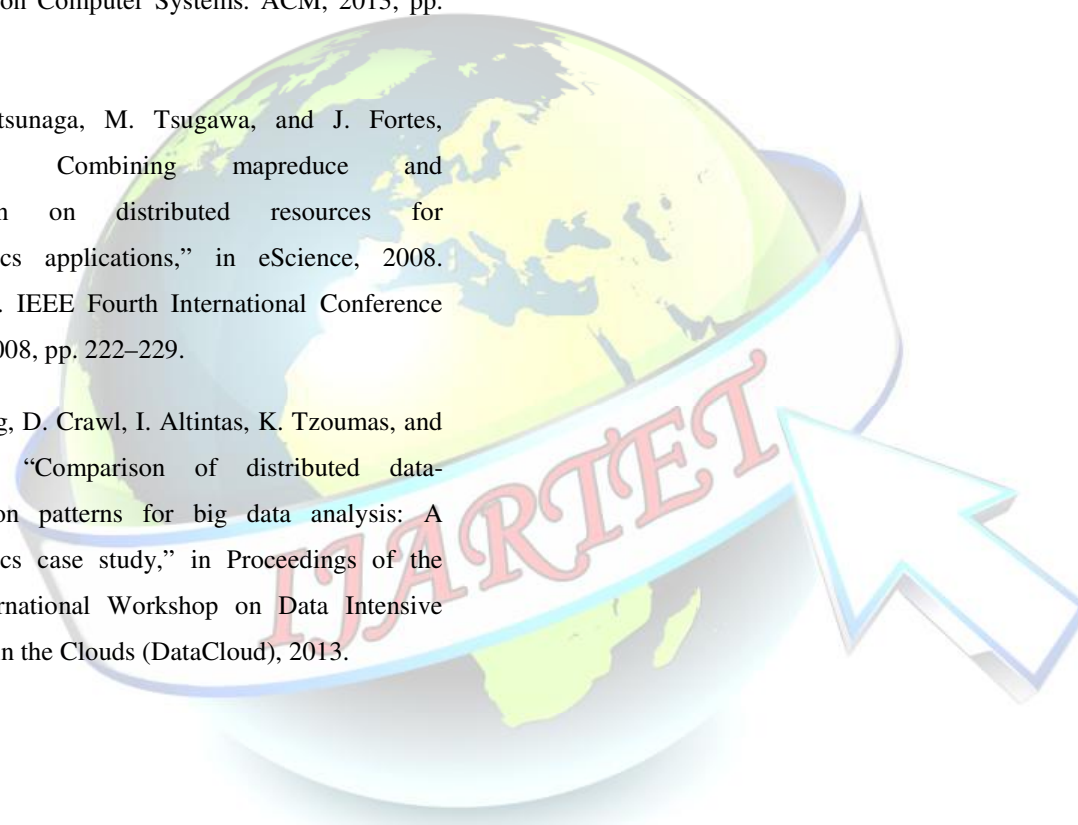 on Computer Systems. ACM, 2013, pp.
tsunaga, M. Tsugawa, and J. Fortes,
Combining mapreduce and
n on distributed resources for
cs applications,” in eScience, 2008.
. IEEE Fourth International Conference
008, pp. 222–229.
g, D. Crawl, I. Altintas, K. Tzoumas, and
“Comparison of distributed data-
on patterns for big data analysis: A
cs case study,” in Proceedings of the
rnational Workshop on Data Intensive
n the Clouds (DataCloud), 2013.
IJARTET